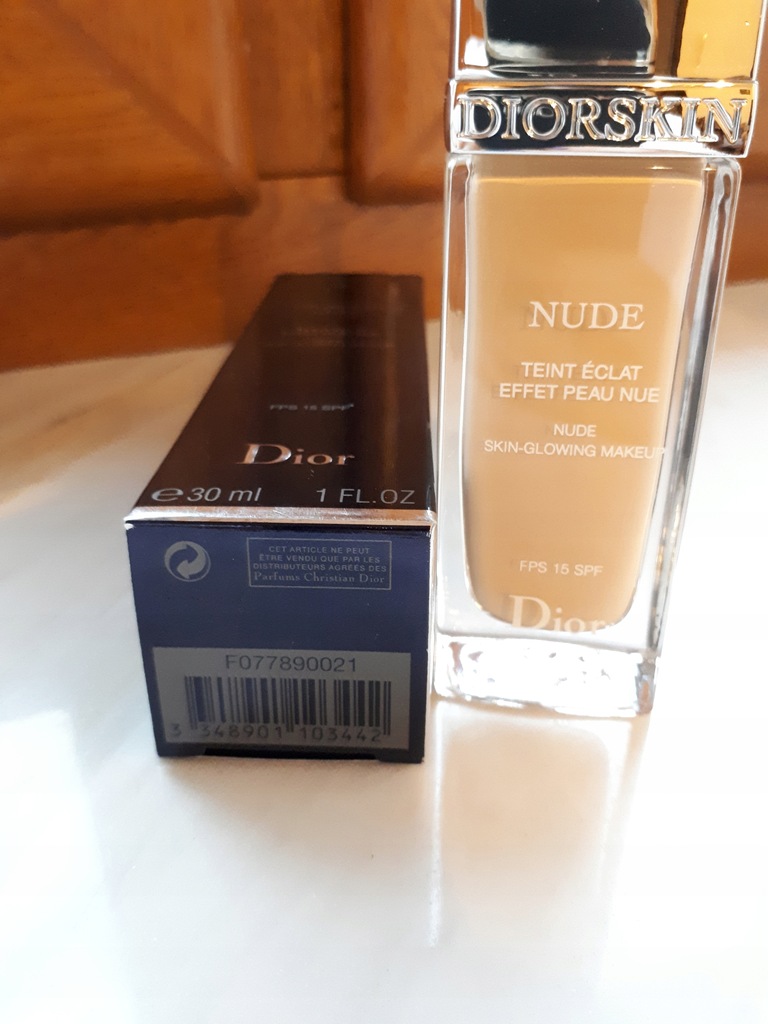 DIORSKIN
NUDE
TEINT ÉCLAT
EFFET PEAU NUE
NUDE
SKIN-GLOWING MAKEUP
FPS 15 SPF
Dior
FPS 15 SPF*
Dior
℮ 30 ml 1 FL.OZ
CET ARTICLE NE PEUT
ÊTRE VENDU QUE PAR LES
DISTRIBUTEURS AGRÉES DES
Parfums Christian Dior
F077890021
3 348901 103442